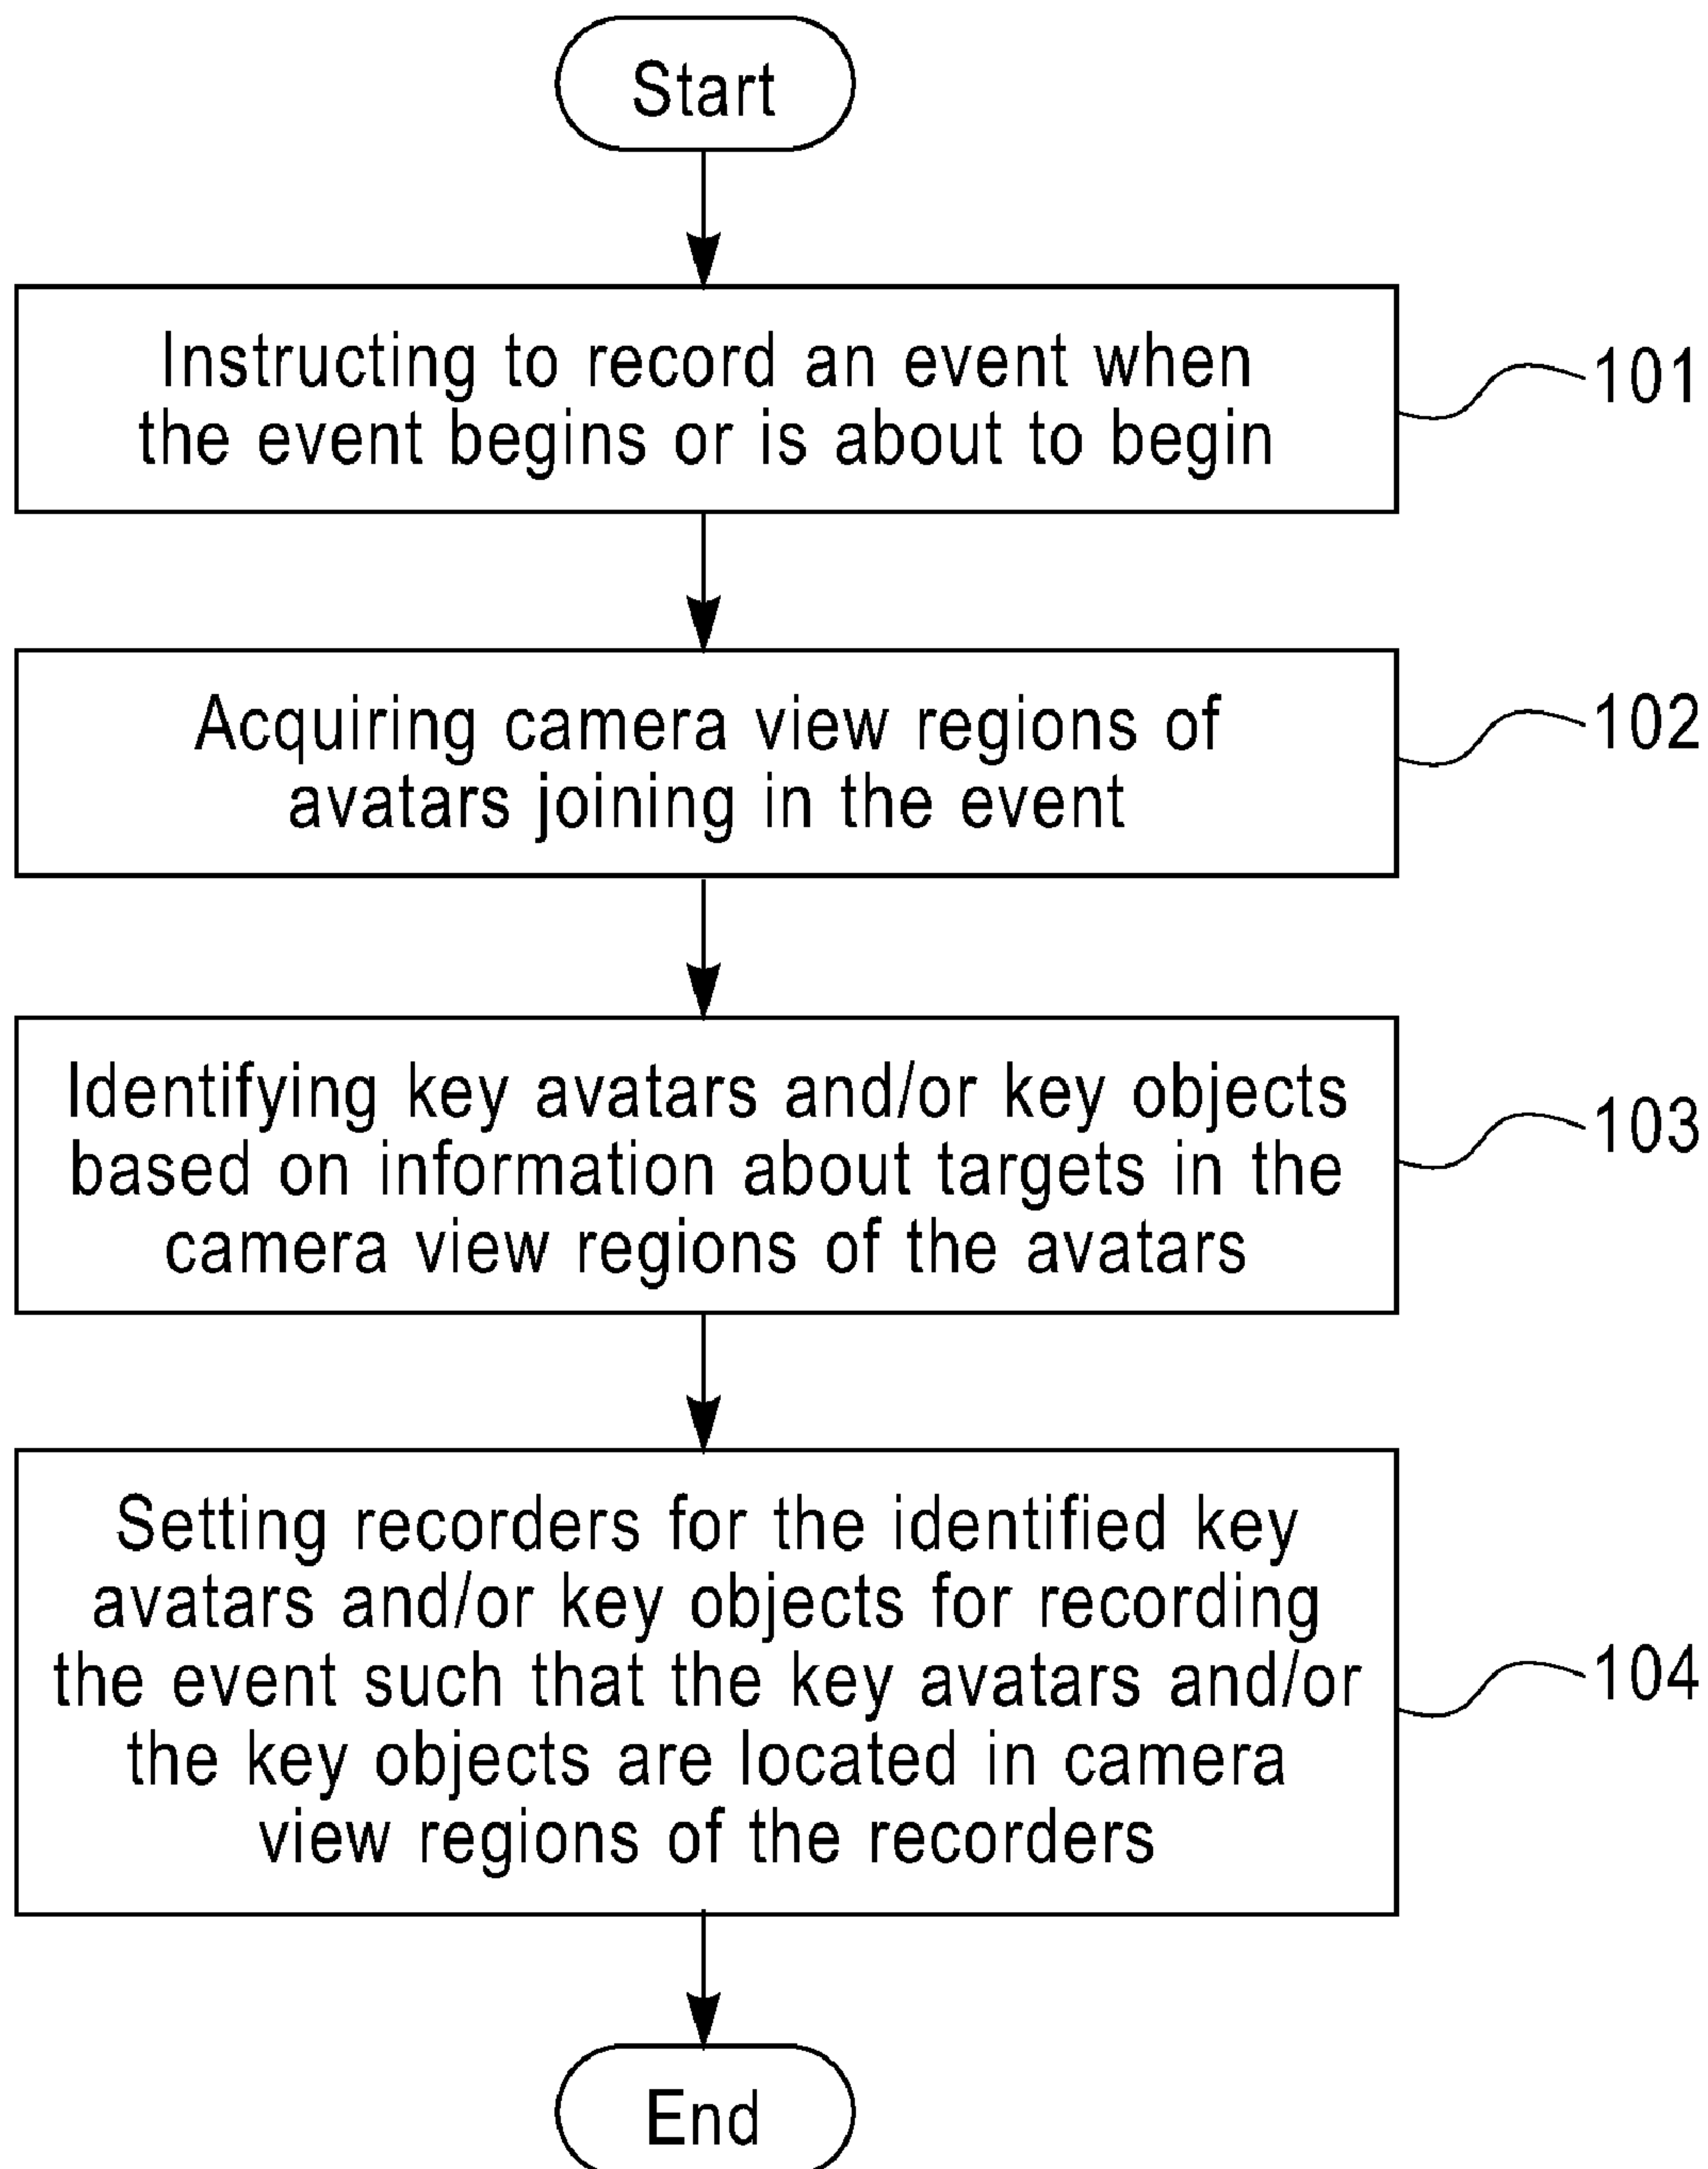 Start
Instructing to record an event when
the event begins or is about to begin
101
Acquiring camera view regions of
avatars joining in the event
102
Identifying key avatars and/or key objects
based on information about targets in the
camera view regions of the avatars
103
Setting recorders for the identified key
avatars and/or key objects for recording
the event such that the key avatars and/or
the key objects are located in camera
view regions of the recorders
104
End